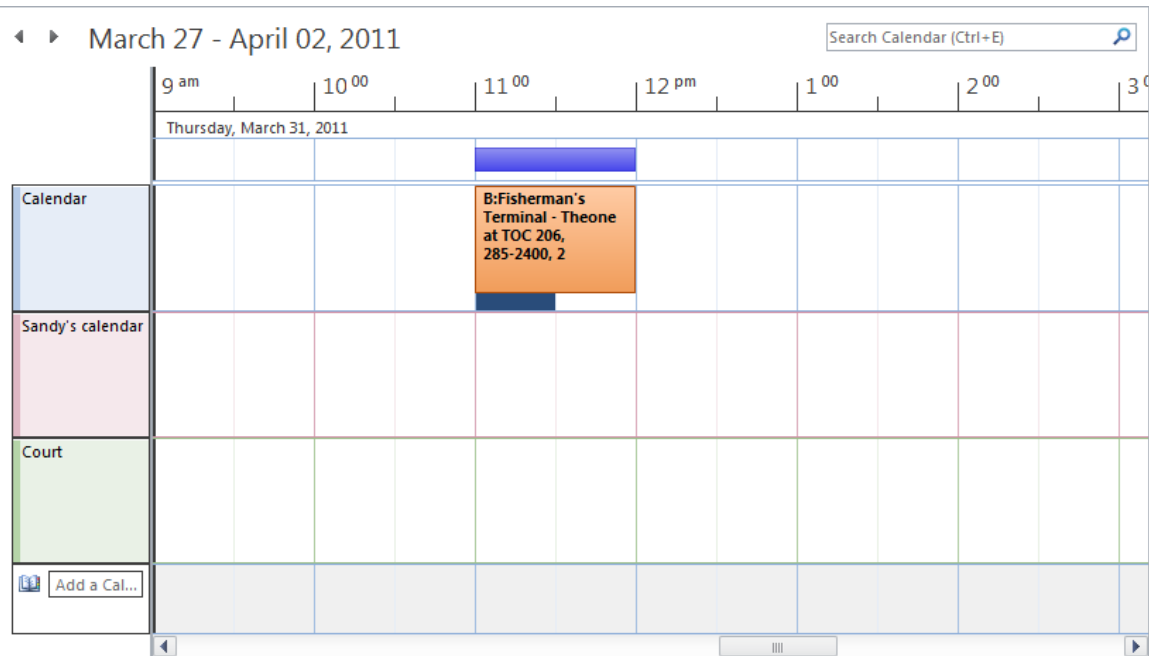 March 27 - April 02, 2011
Search Calendar (Ctrl+E)
9 am 10 00 11 00 12 pm 1 00 2 00 3 0
Thursday, March 31, 2011
Calendar
B:Fisherman's
Terminal - Theone
at TOC 206,
285-2400, 2
Sandy's calendar
Court
Add a Cal...